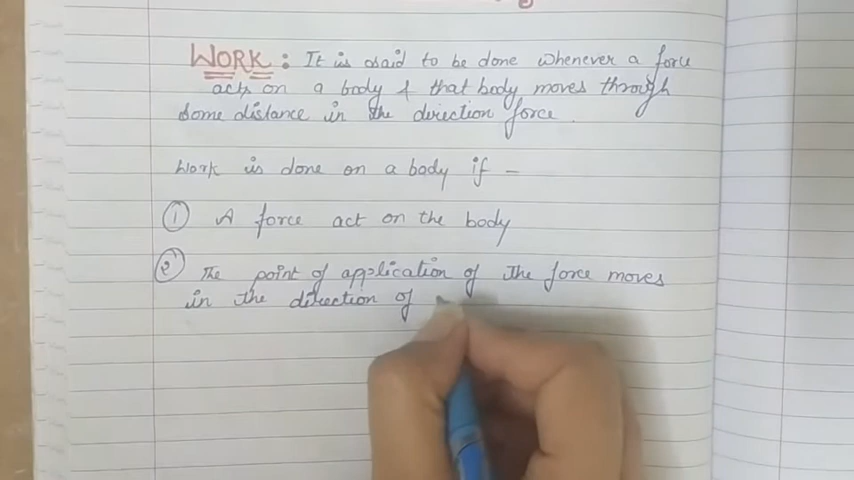 WORK : It is said to be done whenever a force
acts on a body & that body moves through
some distance in the direction force.
Work is done on a body if -
① A force act on the body
② The point of application of the force moves
in the direction of